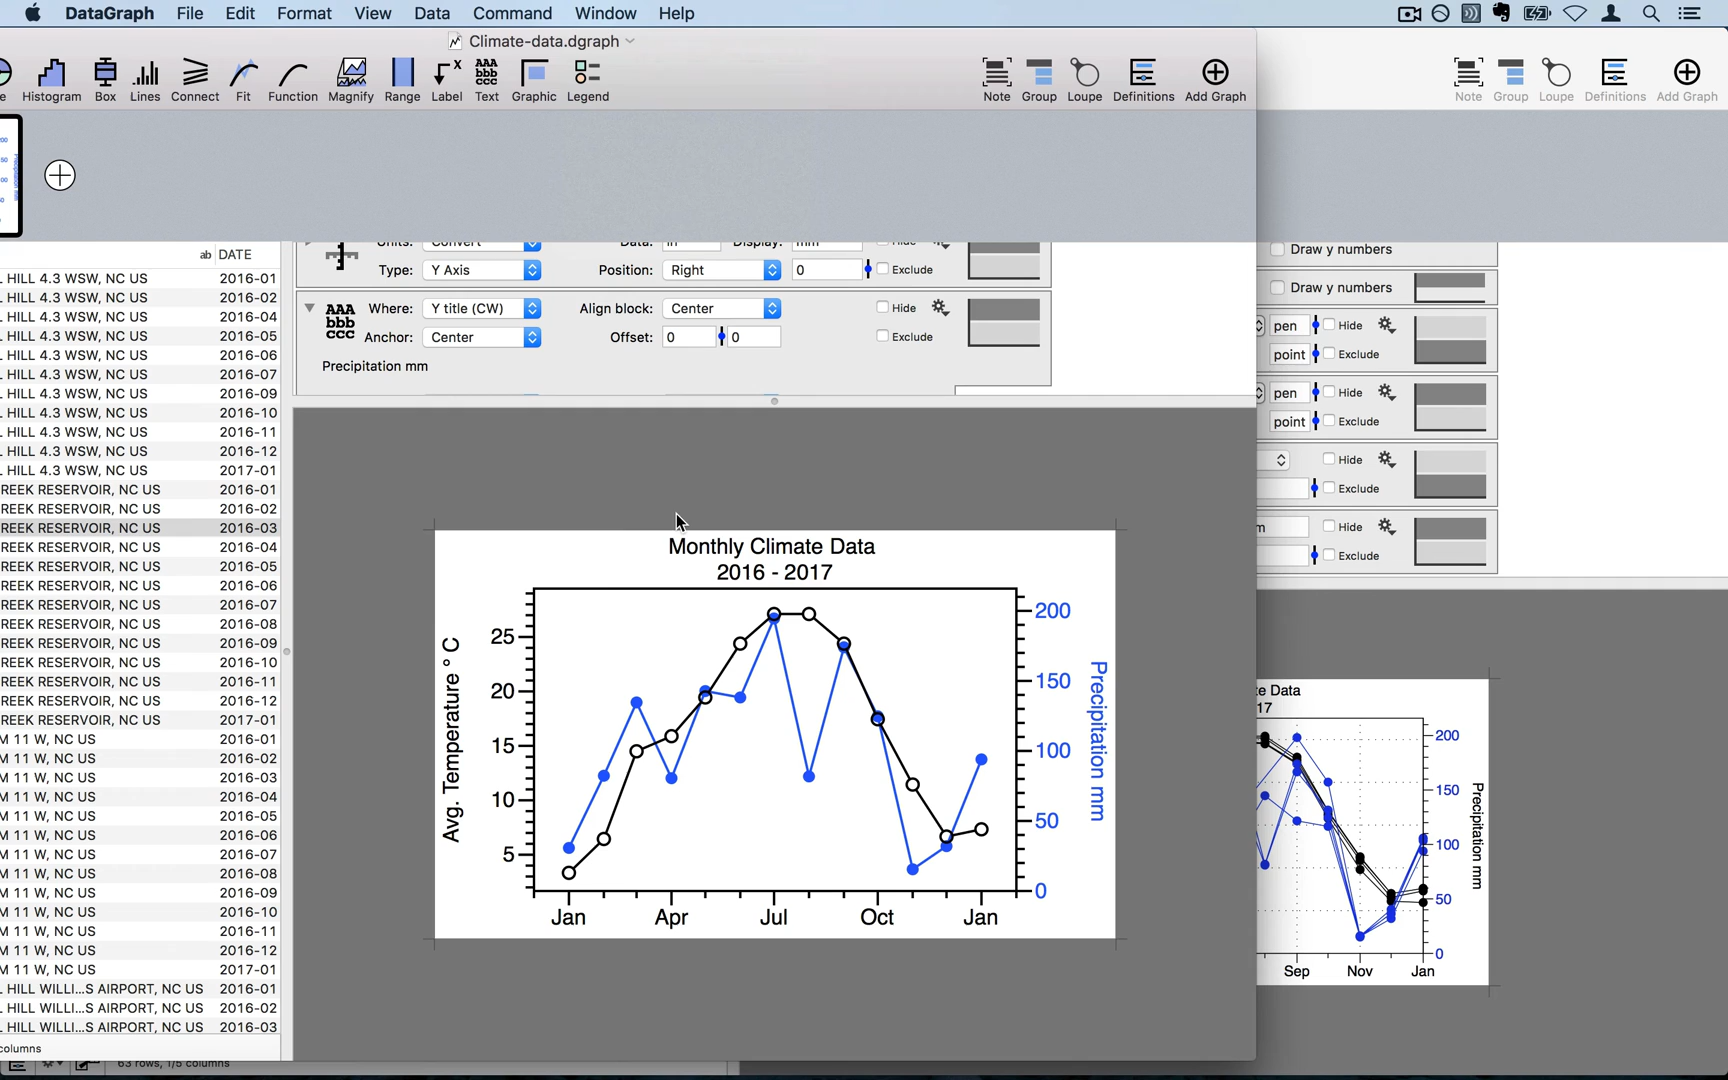 DataGraph File Edit Format View Data Command Window Help
Climate-data.dgraph
Histogram Box Lines Connect Fit Function Magnify Range Label Text Graphic Legend Note Group Loupe Definitions Add Graph
Note Group Loupe Definitions Add Graph
AAA
bbb
ccc
x
DATE
ab
HILL 4.3 WSW, NC US 2016-01
HILL 4.3 WSW, NC US 2016-02
HILL 4.3 WSW, NC US 2016-04
HILL 4.3 WSW, NC US 2016-05
HILL 4.3 WSW, NC US 2016-06
HILL 4.3 WSW, NC US 2016-07
HILL 4.3 WSW, NC US 2016-09
HILL 4.3 WSW, NC US 2016-10
HILL 4.3 WSW, NC US 2016-11
HILL 4.3 WSW, NC US 2016-12
HILL 4.3 WSW, NC US 2017-01
REEK RESERVOIR, NC US 2016-01
REEK RESERVOIR, NC US 2016-02
REEK RESERVOIR, NC US 2016-03
REEK RESERVOIR, NC US 2016-04
REEK RESERVOIR, NC US 2016-05
REEK RESERVOIR, NC US 2016-06
REEK RESERVOIR, NC US 2016-07
REEK RESERVOIR, NC US 2016-08
REEK RESERVOIR, NC US 2016-09
REEK RESERVOIR, NC US 2016-10
REEK RESERVOIR, NC US 2016-11
REEK RESERVOIR, NC US 2016-12
REEK RESERVOIR, NC US 2017-01
M 11 W, NC US 2016-01
M 11 W, NC US 2016-02
M 11 W, NC US 2016-03
M 11 W, NC US 2016-04
M 11 W, NC US 2016-05
M 11 W, NC US 2016-06
M 11 W, NC US 2016-07
M 11 W, NC US 2016-08
M 11 W, NC US 2016-09
M 11 W, NC US 2016-10
M 11 W, NC US 2016-11
M 11 W, NC US 2016-12
M 11 W, NC US 2017-01
HILL WILLI...S AIRPORT, NC US 2016-01
HILL WILLI...S AIRPORT, NC US 2016-02
HILL WILLI...S AIRPORT, NC US 2016-03
columns
63 rows, 1/5 columns
Units: Convert Data: in Display: mm Hide
Type: Y Axis Position: Right 0 Exclude
AAA
bbb
ccc
Where: Y title (CW) Align block: Center Hide
Anchor: Center Offset: 0 0 Exclude
Precipitation mm
Monthly Climate Data
2016 - 2017
Avg. Temperature ° C
25
20
15
10
5
200
150
100
50
0
Precipitation mm
Jan Apr Jul Oct Jan
Draw y numbers
Draw y numbers
pen Hide
point Exclude
pen Hide
point Exclude
Hide
Exclude
m Hide
Exclude
te Data
17
200
150
100
50
0
Precipitation mm
Sep Nov Jan